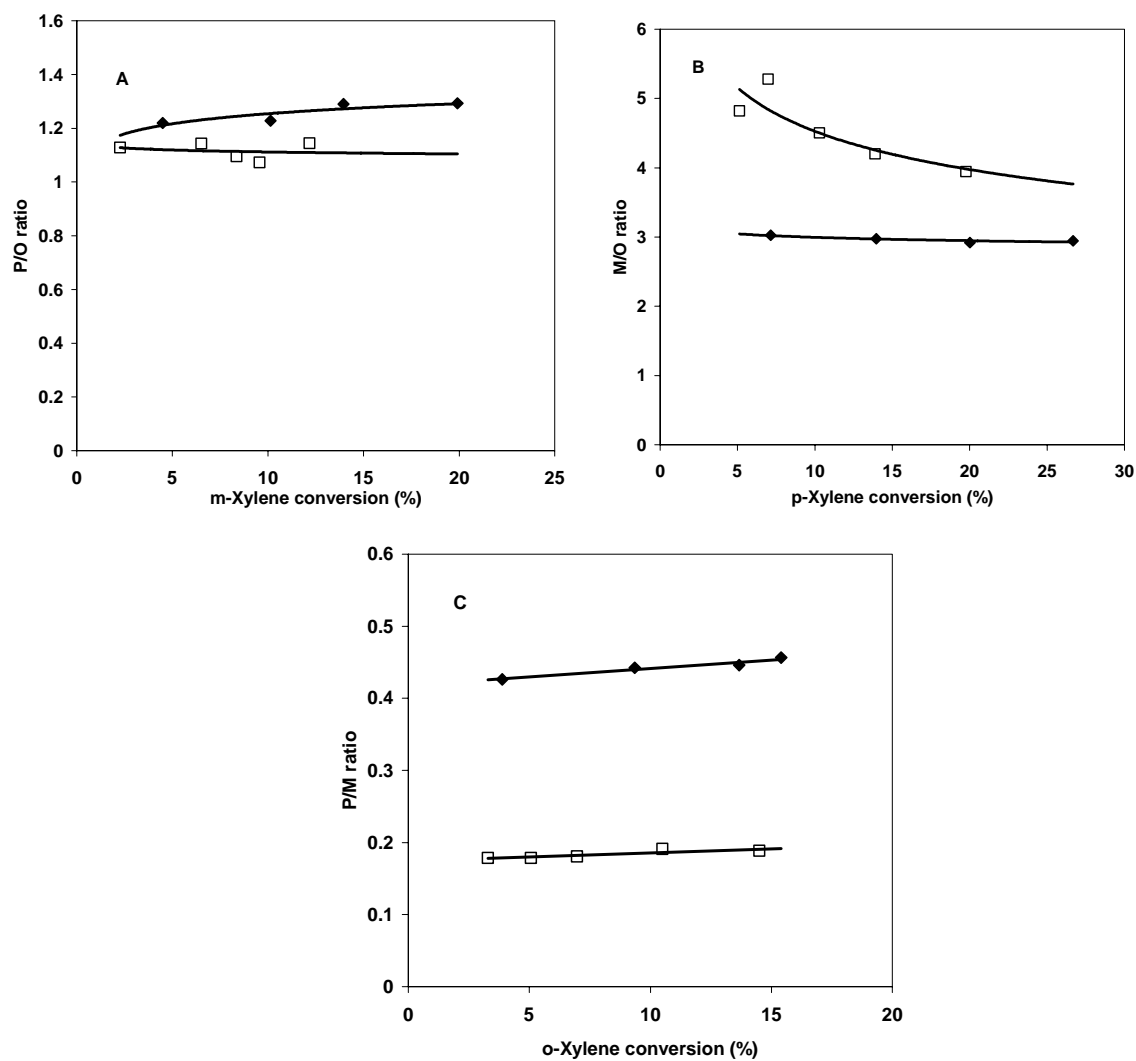 A
P/O ratio
1.6
1.4
1.2
1
0.8
0.6
0.4
0.2
0
0 5 10 15 20 25
m-Xylene conversion (%)
B
M/O ratio
6
5
4
3
2
1
0
0 5 10 15 20 25 30
p-Xylene conversion (%)
C
P/M ratio
0.6
0.5
0.4
0.3
0.2
0.1
0
0 5 10 15 20
o-Xylene conversion (%)